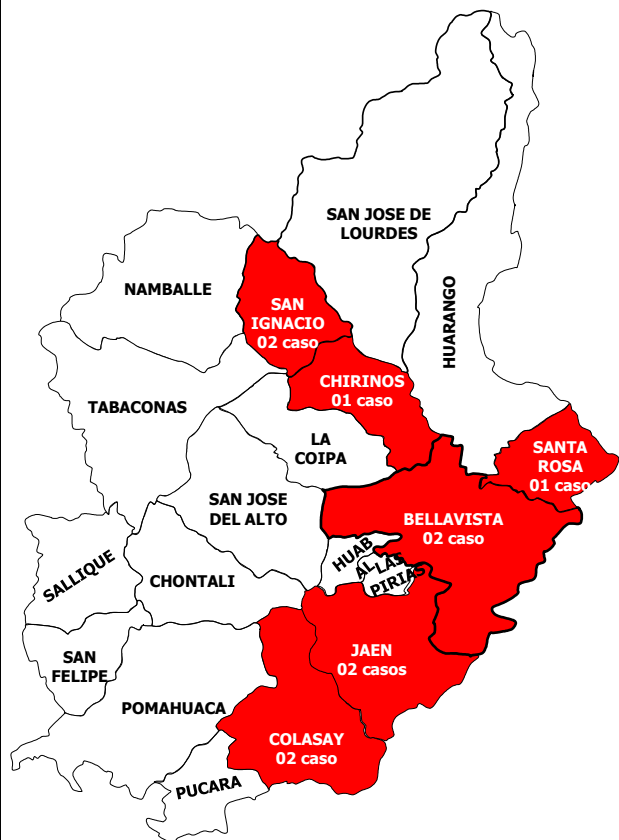 SAN JOSE DE
LOURDES
NAMBALLE
HUARANGO
SAN
IGNACIO
02 caso
CHIRINOS
01 caso
TABACONAS
LA
COIPA
SANTA
ROSA
01 caso
SAN JOSE
DEL ALTO
BELLAVISTA
02 caso
HUAB
AL
LAS
PIRIAS
SALLIQUE
CHONTALI
SAN
FELIPE
JAEN
02 casos
POMAHUACA
COLASAY
02 caso
PUCARA